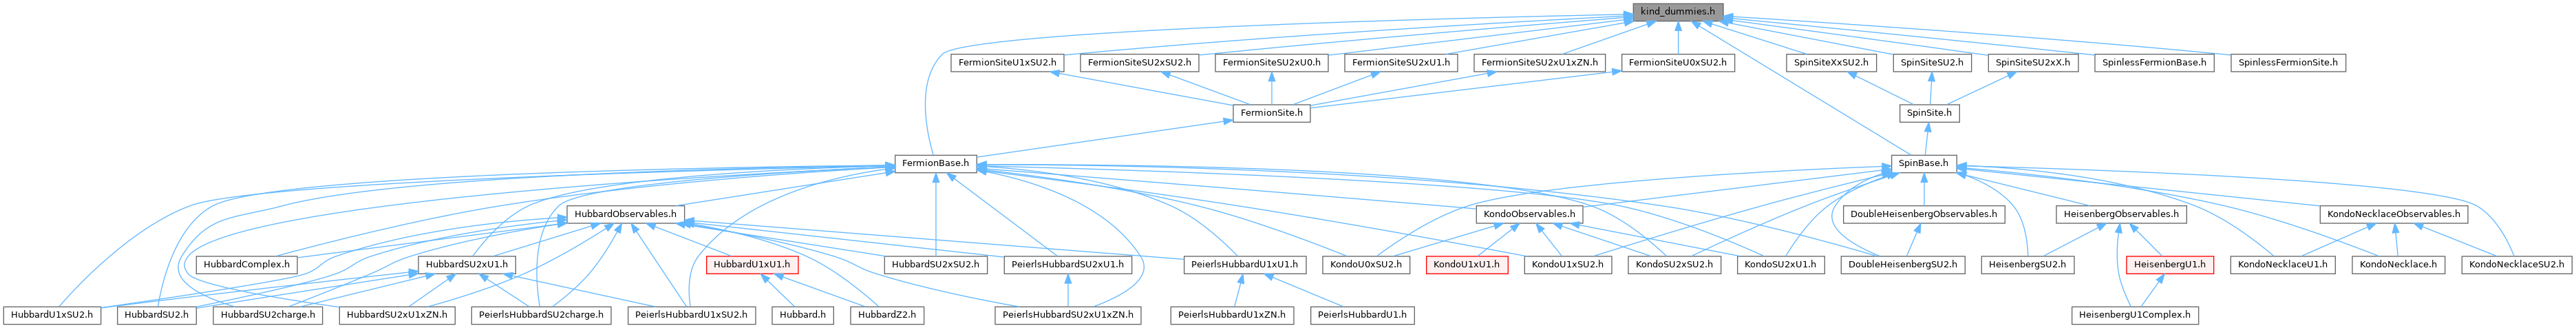 kind_dummies.h
FermionSiteU1xSU2.h
FermionSiteSU2xSU2.h
FermionSiteSU2xU0.h
FermionSiteSU2xU1.h
FermionSiteSU2xU1xZN.h
FermionSiteU0xSU2.h
SpinSiteXxSU2.h
SpinSiteSU2.h
SpinSiteSU2xX.h
SpinlessFermionBase.h
SpinlessFermionSite.h
FermionSite.h
SpinSite.h
FermionBase.h
SpinBase.h
HubbardObservables.h
KondoObservables.h
DoubleHeisenbergObservables.h
HeisenbergObservables.h
KondoNecklaceObservables.h
HubbardComplex.h
HubbardSU2xU1.h
HubbardU1xU1.h
HubbardSU2xSU2.h
PeierlsHubbardSU2xU1.h
PeierlsHubbardU1xU1.h
KondoU0xSU2.h
KondoU1xU1.h
KondoU1xSU2.h
KondoSU2xSU2.h
KondoSU2xU1.h
DoubleHeisenbergSU2.h
HeisenbergSU2.h
HeisenbergU1.h
KondoNecklaceU1.h
KondoNecklace.h
KondoNecklaceSU2.h
HubbardU1xSU2.h
HubbardSU2.h
HubbardSU2charge.h
HubbardSU2xU1xZN.h
PeierlsHubbardSU2charge.h
PeierlsHubbardU1xSU2.h
Hubbard.h
HubbardZ2.h
PeierlsHubbardSU2xU1xZN.h
PeierlsHubbardU1xZN.h
PeierlsHubbardU1.h
HeisenbergU1Complex.h